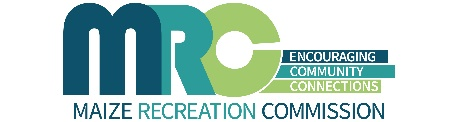 MRC
ENCOURAGING
COMMUNITY
CONNECTIONS
MAIZE RECREATION COMMISSION